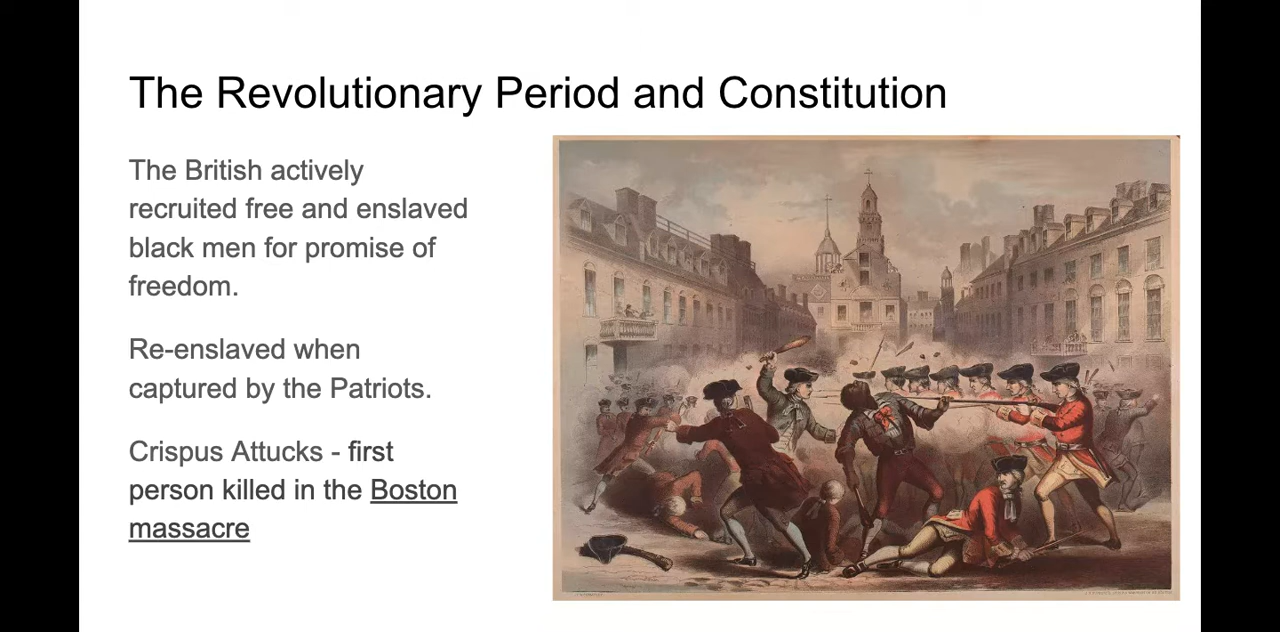 The Revolutionary Period and Constitution
The British actively
recruited free and enslaved
black men for promise of
freedom.
Re-enslaved when
captured by the Patriots.
Crispus Attucks - first
person killed in the Boston
massacre